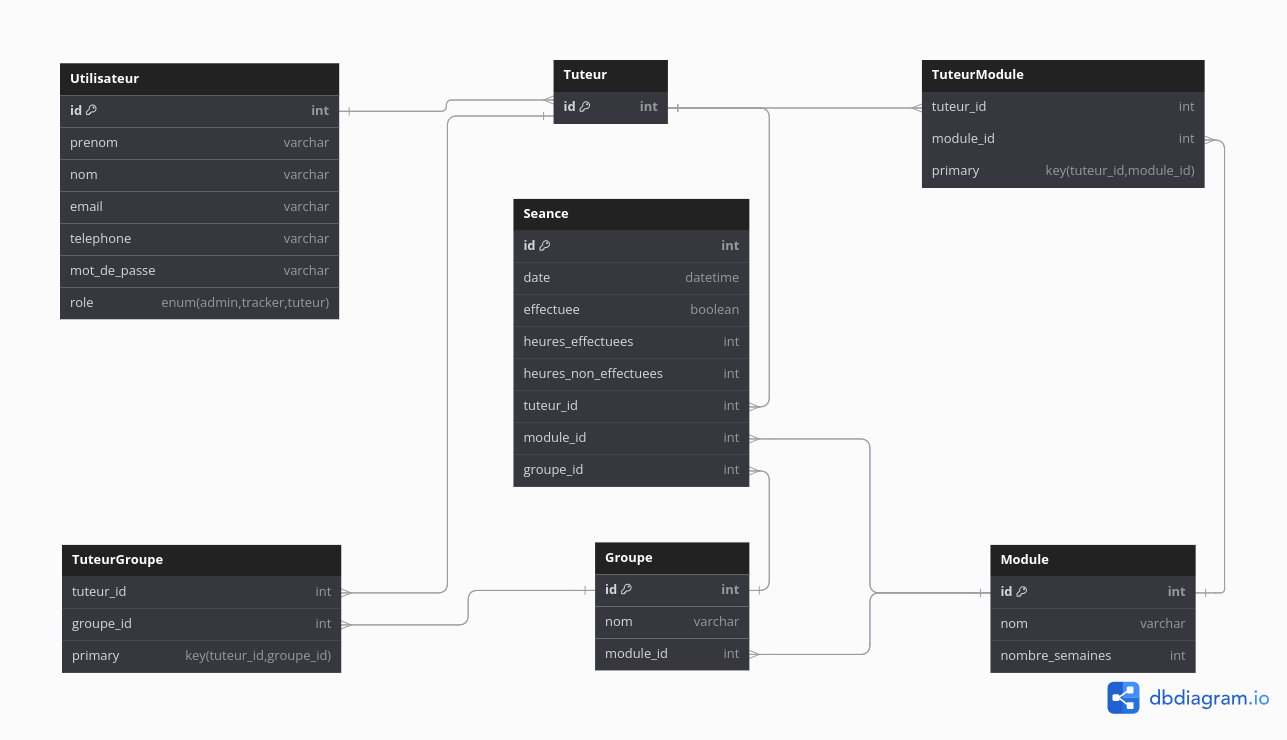 Utilisateur
id int
prenom varchar
nom varchar
email varchar
telephone varchar
mot_de_passe varchar
role enum(admin,tracker,tuteur)
Tuteur
id int
TuteurModule
tuteur_id int
module_id int
primary key(tuteur_id,module_id)
Seance
id int
date datetime
effectuee boolean
heures_effectuees int
heures_non_effectuees int
tuteur_id int
module_id int
groupe_id int
TuteurGroupe
tuteur_id int
groupe_id int
primary key(tuteur_id,groupe_id)
Groupe
id int
nom varchar
module_id int
Module
id int
nom varchar
nombre_semaines int
dbdiagram.io